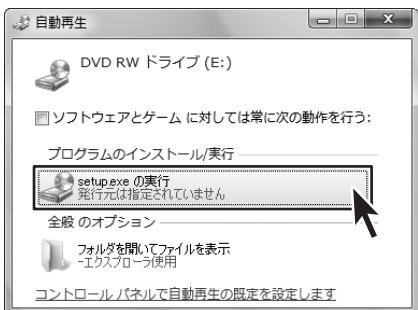 自動再生
DVD RW ドライブ (E:)
ソフトウェアとゲーム に対しては常に次の動作を行う:
プログラムのインストール/実行
setup.exe の実行
発行元は指定されていません
全般 のオプション
フォルダを開いてファイルを表示
-エクスプローラ使用
コントロール パネルで自動再生の既定を設定します